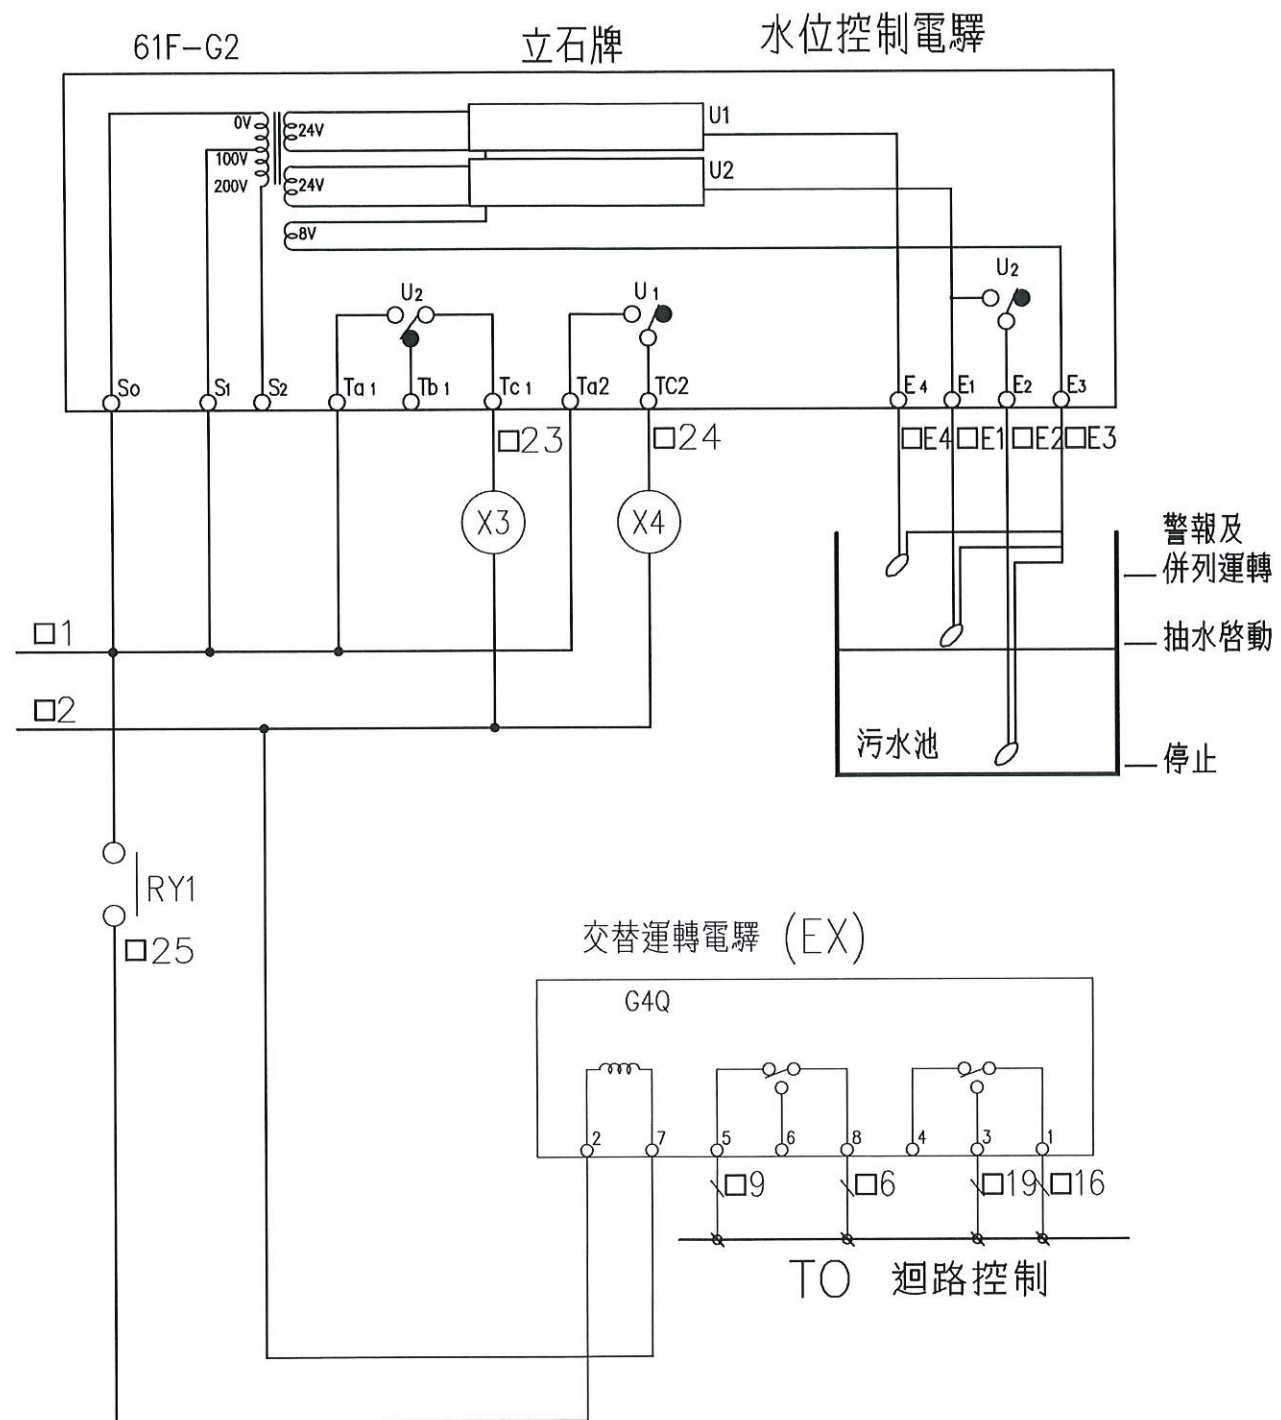 61F-G2 立石牌 水位控制電驛
0V
24V
U1
100V
200V
24V
U2
8V
U2
U1
U2
So S1 S2 Ta1 Tb1 Tc1 Ta2 TC2 E4 E1 E2 E3
□23 □24 □E4 □E1 □E2 □E3
X3 X4
警報及
併列運轉
□1
抽水啓動
□2
污水池
停止
RY1
□25
交替運轉電驛 (EX)
G4Q
2 7 5 6 8 4 3 1
□9 □6 □19 □16
TO 迴路控制